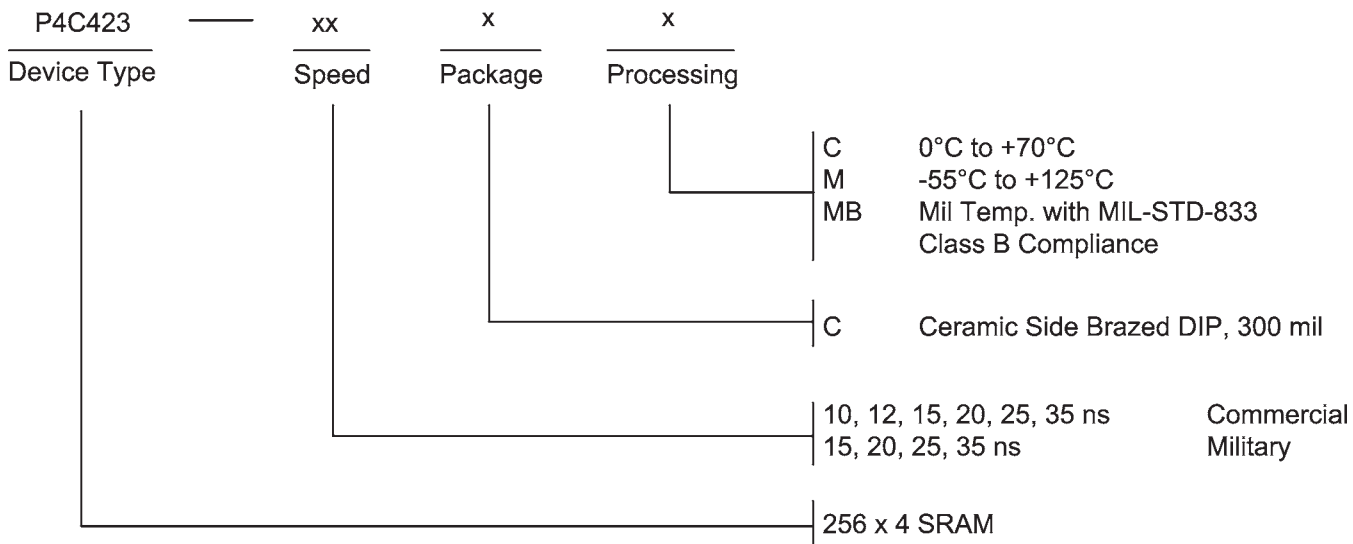 P4C423 — xx x x
Device Type Speed Package Processing
C 0°C to +70°C
M -55°C to +125°C
MB Mil Temp. with MIL-STD-833
Class B Compliance
C Ceramic Side Brazed DIP, 300 mil
10, 12, 15, 20, 25, 35 ns Commercial
15, 20, 25, 35 ns Military
256 x 4 SRAM